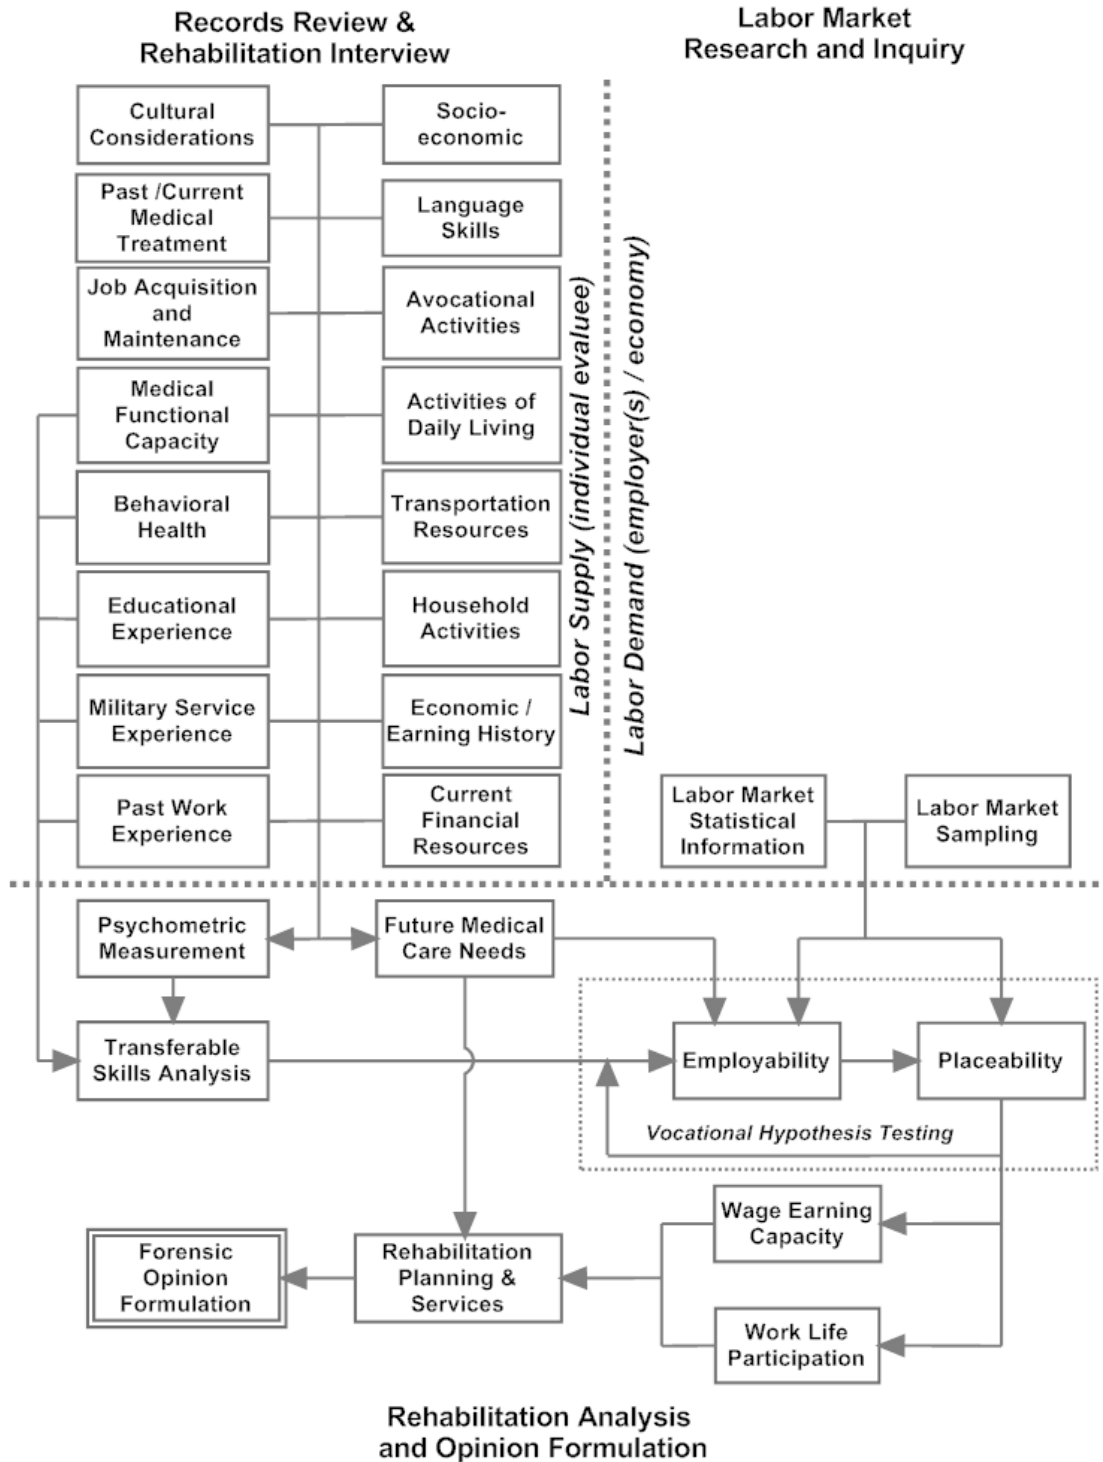 Records Review &
Rehabilitation Interview
Labor Market
Research and Inquiry
Cultural
Considerations
Socio-
economic
Past /Current
Medical
Treatment
Language
Skills
Job Acquisition
and
Maintenance
Avocational
Activities
Medical
Functional
Capacity
Activities of
Daily Living
Behavioral
Health
Transportation
Resources
Educational
Experience
Household
Activities
Military Service
Experience
Economic /
Earning History
Past Work
Experience
Current
Financial
Resources
Labor Supply (individual evaluee)
Labor Demand (employer(s) / economy)
Labor Market
Statistical
Information
Labor Market
Sampling
Psychometric
Measurement
Future Medical
Care Needs
Transferable
Skills Analysis
Employability
Placeability
Vocational Hypothesis Testing
Wage Earning
Capacity
Forensic
Opinion
Formulation
Rehabilitation
Planning &
Services
Work Life
Participation
Rehabilitation Analysis
and Opinion Formulation